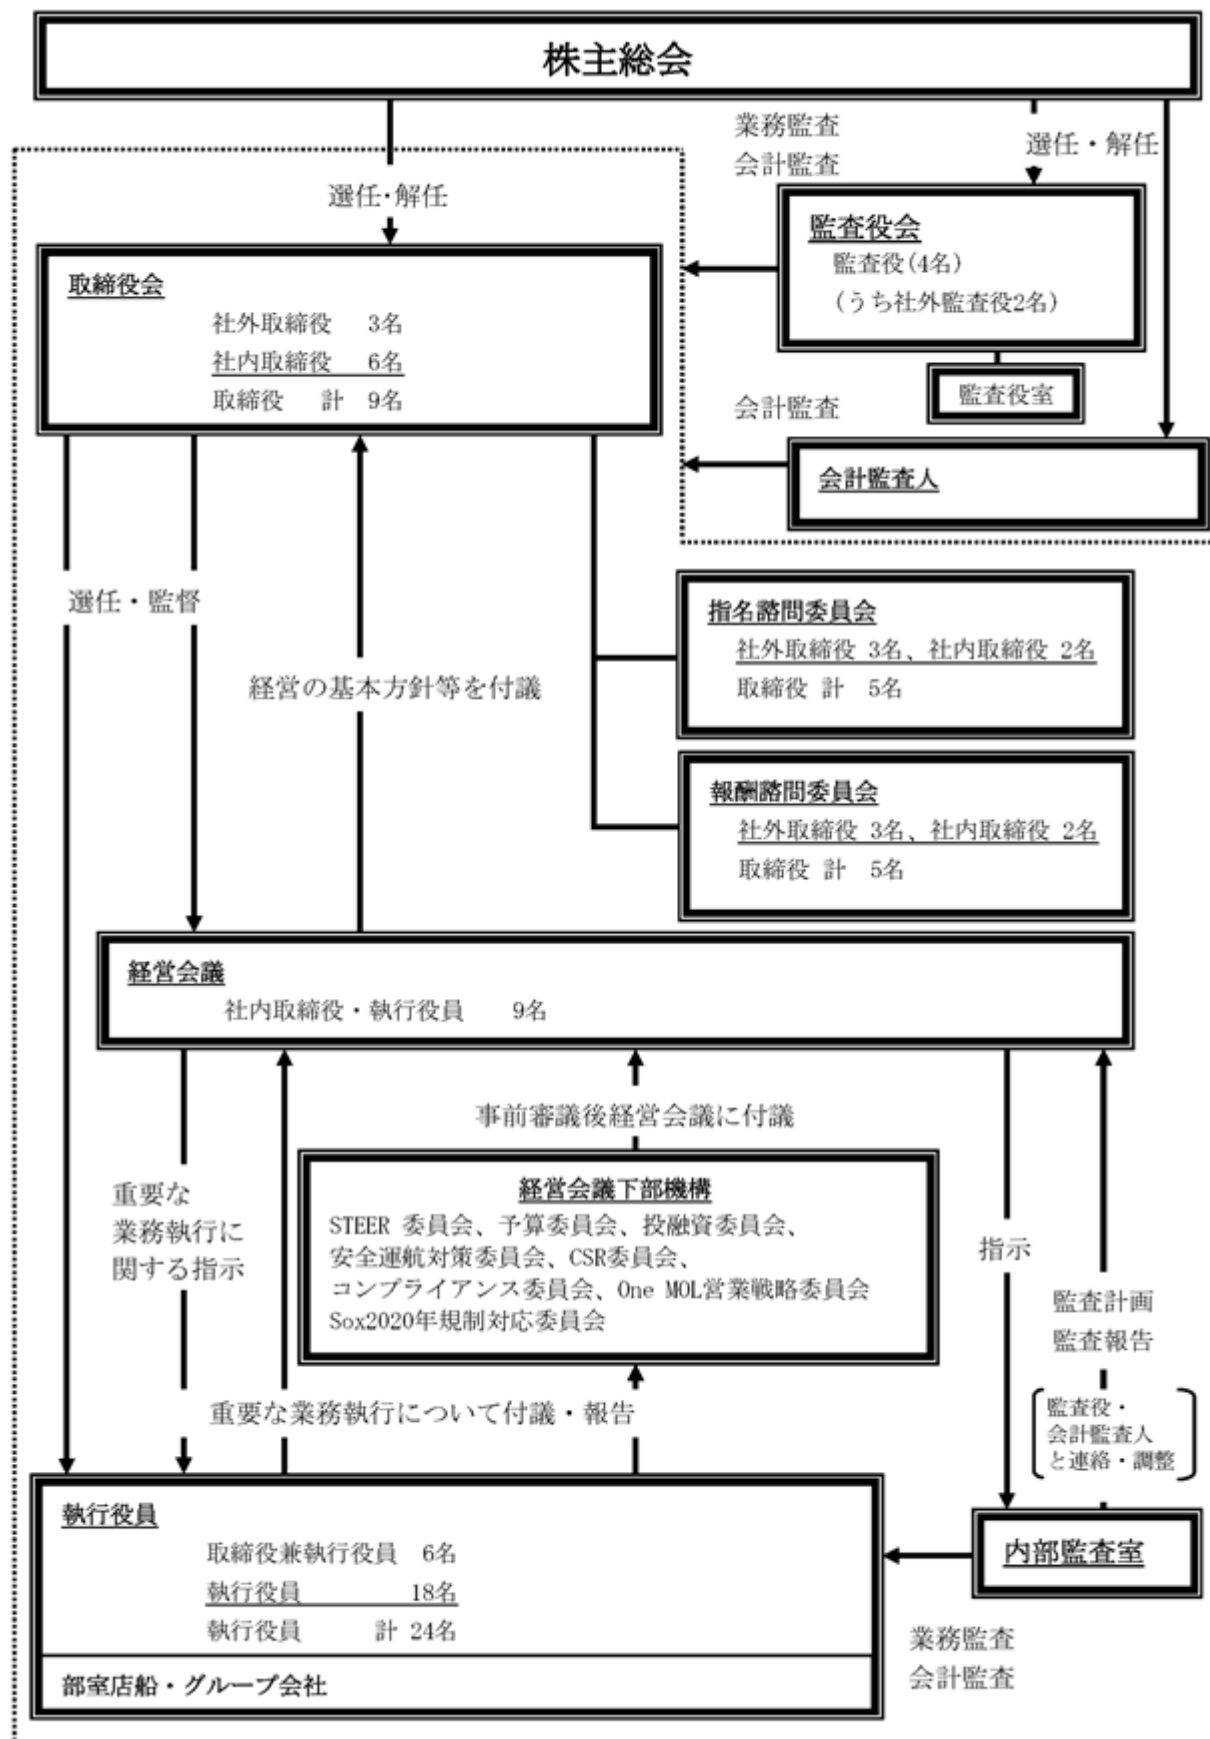 株主総会
業務監査
会計監査
選任・解任
選任・解任
監査役会
監査役(4名)
(うち社外監査役2名)
監査役室
取締役会
社外取締役 3名
社内取締役 6名
取締役 計 9名
会計監査
会計監査人
選任・監督
経営の基本方針等を付議
指名諮問委員会
社外取締役 3名、社内取締役 2名
取締役 計 5名
報酬諮問委員会
社外取締役 3名、社内取締役 2名
取締役 計 5名
経営会議
社内取締役・執行役員 9名
事前審議後経営会議に付議
経営会議下部機構
STEER 委員会、予算委員会、投融資委員会、
安全運航対策委員会、CSR委員会、
コンプライアンス委員会、One MOL営業戦略委員会
Sox2020年規制対応委員会
重要な
業務執行に
関する指示
指示
監査計画
監査報告
監査役・
会計監査人
と連絡・調整
重要な業務執行について付議・報告
執行役員
取締役兼執行役員 6名
執行役員 18名
執行役員 計 24名
部室店船・グループ会社
内部監査室
業務監査
会計監査